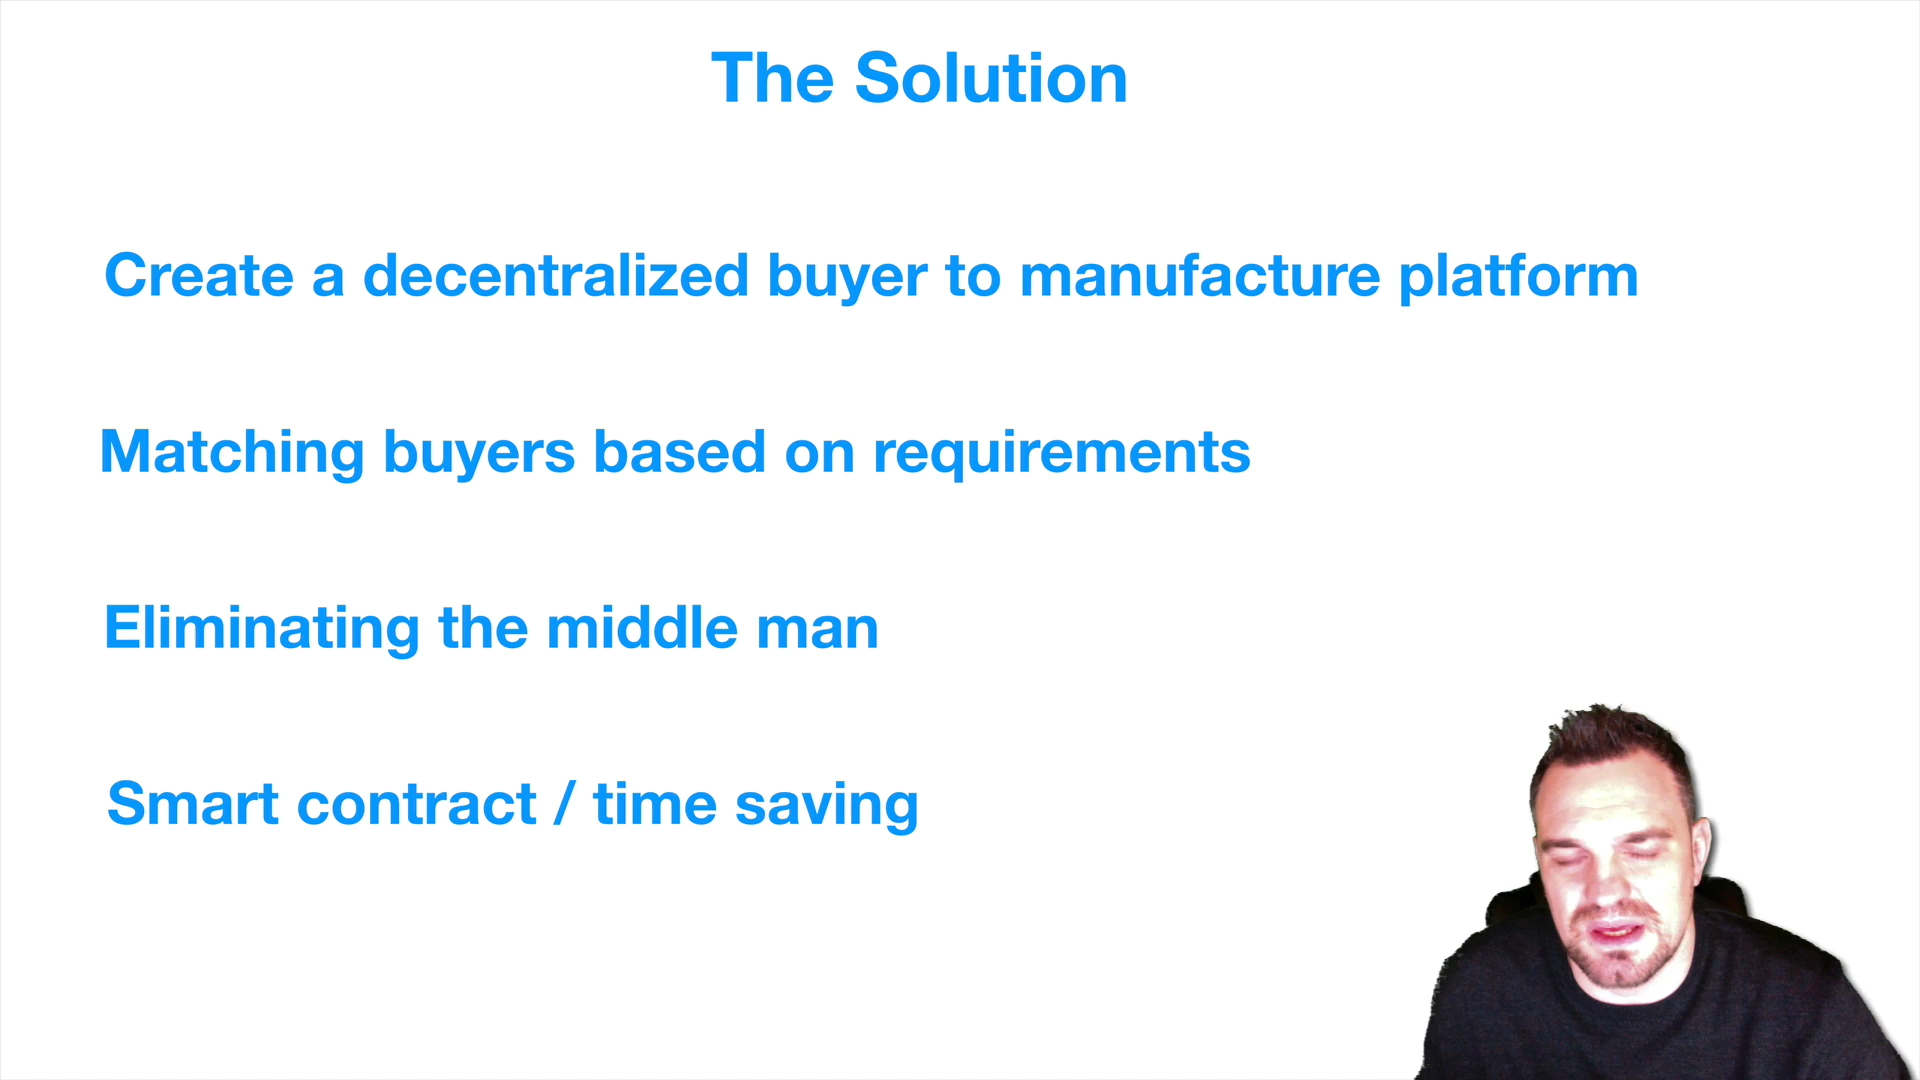 The Solution
Create a decentralized buyer to manufacture platform
Matching buyers based on requirements
Eliminating the middle man
Smart contract / time saving